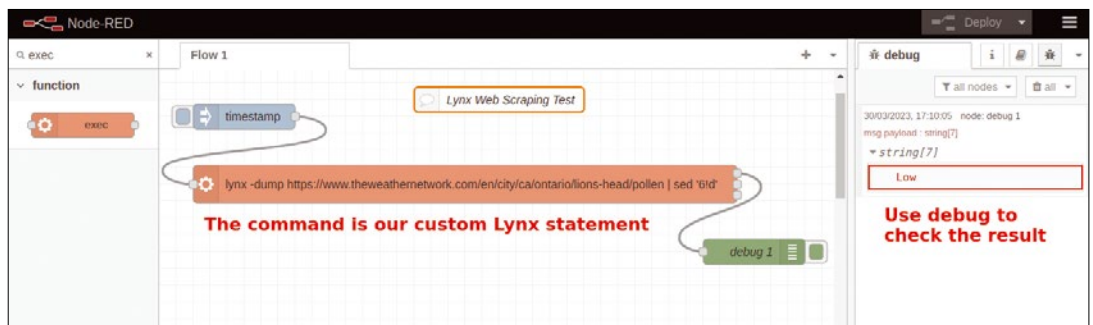 Node-RED
Deploy
exec
Flow 1
debug
i
function
exec
Lynx Web Scraping Test
timestamp
lynx -dump https://www.theweathernetwork.com/en/city/ca/ontario/lions-head/pollen | sed '6!d'
The command is our custom Lynx statement
debug 1
all nodes
all
30/03/2023, 17:10:05 node: debug 1
msg.payload : string[7]
string[7]
Low
Use debug to
check the result